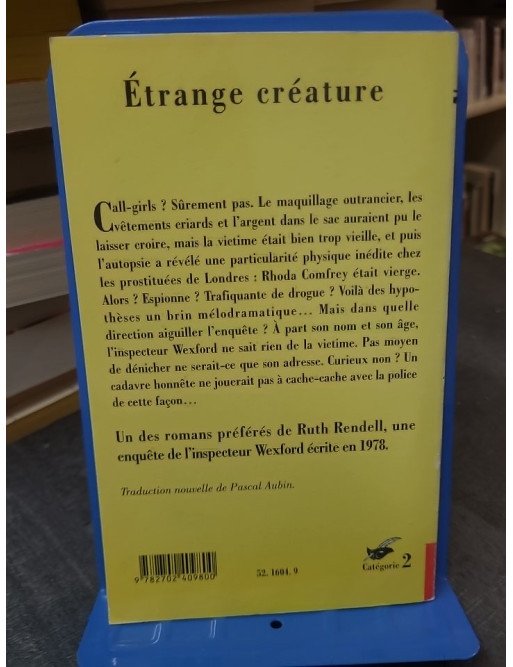 Étrange créature
Call-girls ? Sûrement pas. Le maquillage outrancier, les
vêtements criards et l'argent dans le sac auraient pu le
laisser croire, mais la victime était bien trop vieille, et puis
l'autopsie a révélé une particularité physique inédite chez
les prostituées de Londres : Rhoda Comfrey était vierge.
Alors ? Espionne ? Trafiquante de drogue ? Voilà des hypo-
thèses un brin mélodramatique... Mais dans quelle
direction aiguiller l'enquête ? À part son nom et son âge,
l'inspecteur Wexford ne sait rien de la victime. Pas moyen
de dénicher ne serait-ce que son adresse. Curieux non ? Un
cadavre honnête ne jouerait pas à cache-cache avec la police
de cette façon...
Un des romans préférés de Ruth Rendell, une
enquête de l'inspecteur Wexford écrite en 1978.
Traduction nouvelle de Pascal Aubin.
9 782702 409800
52. 1604. 9
Catégorie 2